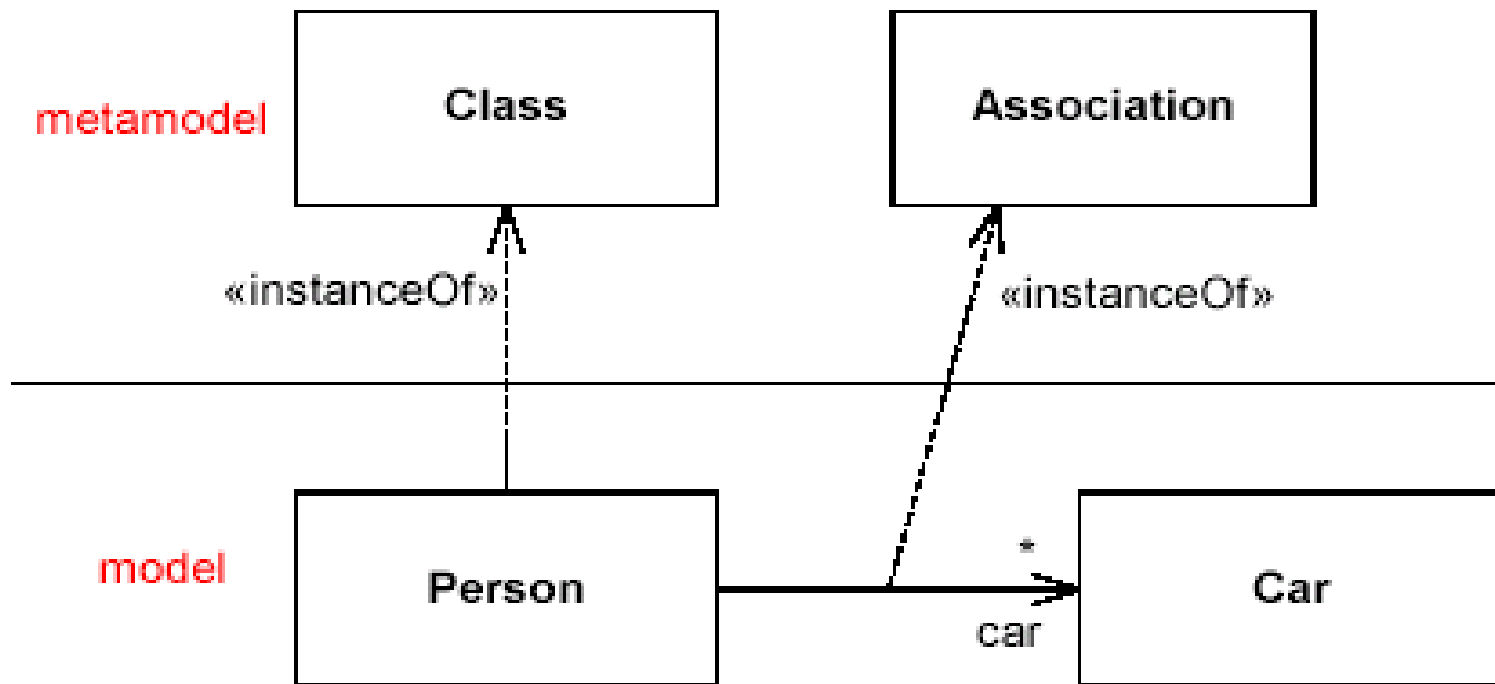 metamodel
Class
Association
«instanceOf»
«instanceOf»
model
Person
*
car
Car